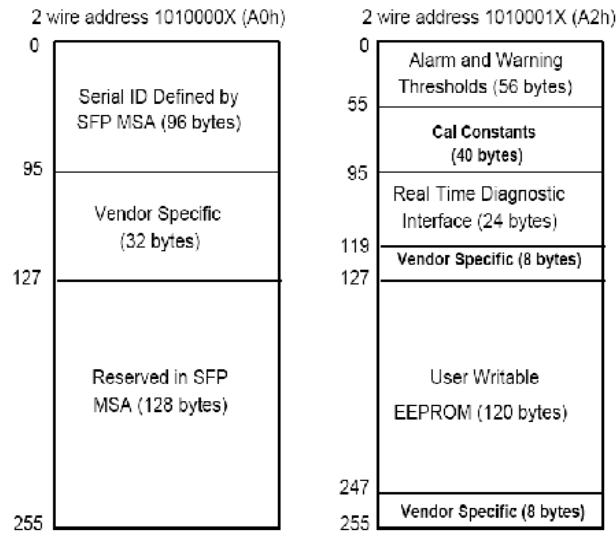 2 wire address 1010000X (A0h)
0
Serial ID Defined by
SFP MSA (96 bytes)
95
Vendor Specific
(32 bytes)
127
Reserved in SFP
MSA (128 bytes)
255
2 wire address 1010001X (A2h)
0
Alarm and Warning
Thresholds (56 bytes)
55
Cal Constants
(40 bytes)
95
Real Time Diagnostic
Interface (24 bytes)
119
Vendor Specific (8 bytes)
127
User Writable
EEPROM (120 bytes)
247
Vendor Specific (8 bytes)
255